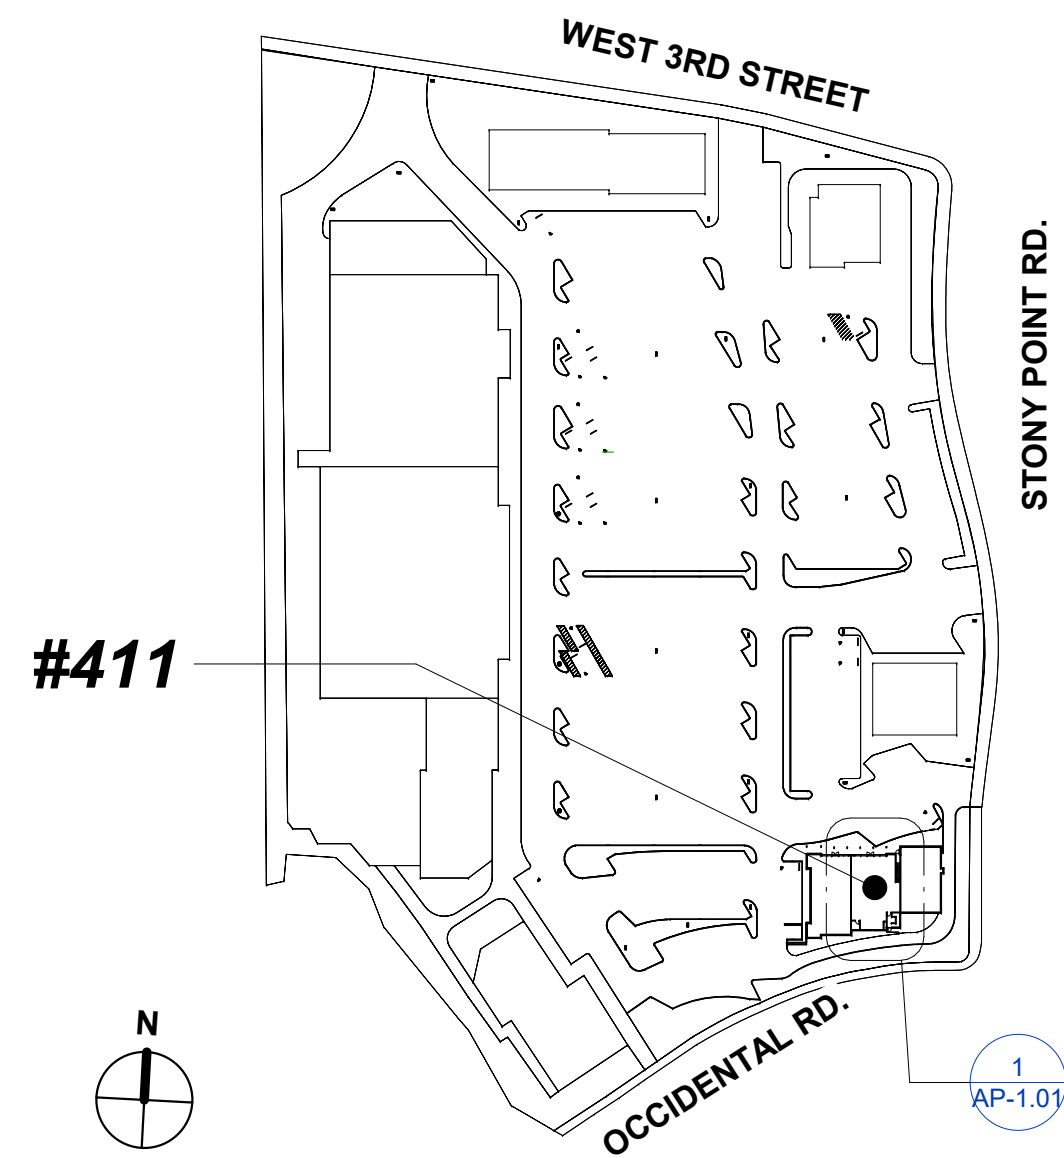 WEST 3RD STREET
STONY POINT RD.
#411
OCCIDENTAL RD.
N
1
AP-1.01